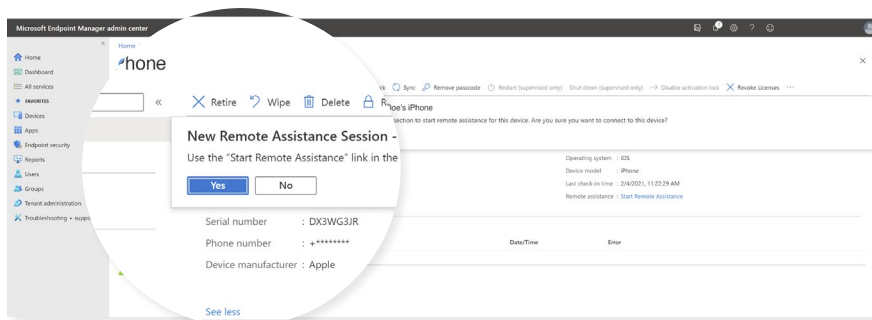 Microsoft Endpoint Manager admin center
«
Home
Dashboard
All services
FAVORITES
Devices
Apps
Endpoint security
Reports
Users
Groups
Tenant administration
Troubleshooting + suppo
Home
Phone
«
Retire
Wipe
Delete
R
Sync
Remove passcode
Restart (supervised only)
Shut down (supervised only)
Disable activation lock
Revoke Licenses
...
oe's iPhone
section to start remote assistance for this device. Are you sure you want to connect to this device?
New Remote Assistance Session -
Use the "Start Remote Assistance" link in the
Yes
No
Operating system : iOS
Device model : iPhone
Last check-in time : 2/4/2021, 11:22:29 AM
Remote assistance : Start Remote Assistance
Serial number : DX3WG3JR
Phone number : +********
Device manufacturer : Apple
Date/Time
Error
See less